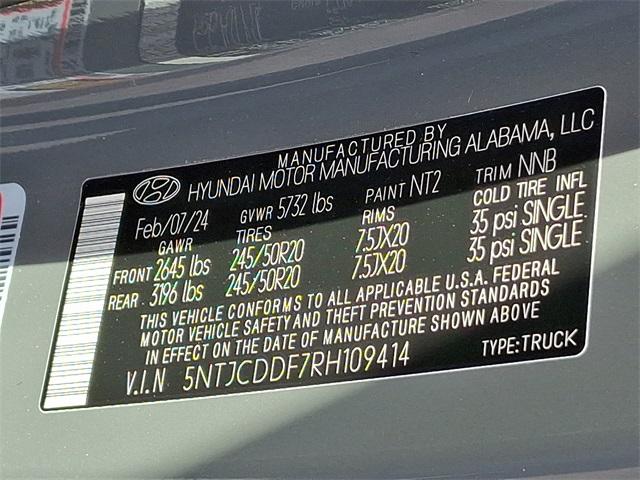 MANUFACTURED BY
HYUNDAI MOTOR MANUFACTURING ALABAMA, LLC
Feb/07/24 GVWR 5732 lbs PAINT NT2 TRIM NNB
GAWR TIRES RIMS COLD TIRE INFL
FRONT 2645 lbs 245/50R20 7.5JX20 35 psi SINGLE
REAR 3196 lbs 245/50R20 7.5JX20 35 psi SINGLE
THIS VEHICLE CONFORMS TO ALL APPLICABLE U.S.A. FEDERAL
MOTOR VEHICLE SAFETY AND THEFT PREVENTION STANDARDS
IN EFFECT ON THE DATE OF MANUFACTURE SHOWN ABOVE
V.I.N 5NTJCDDF7RH109414 TYPE:TRUCK